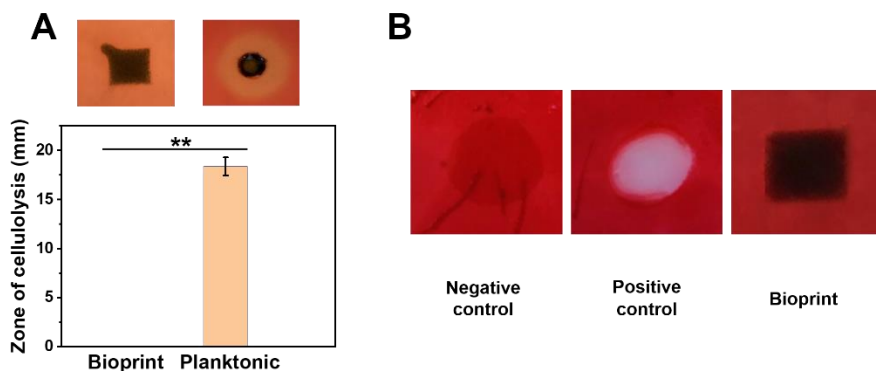 A
B
**
Zone of cellulolysis (mm)
20
15
10
5
0
Bioprint Planktonic
Negative
control
Positive
control
Bioprint